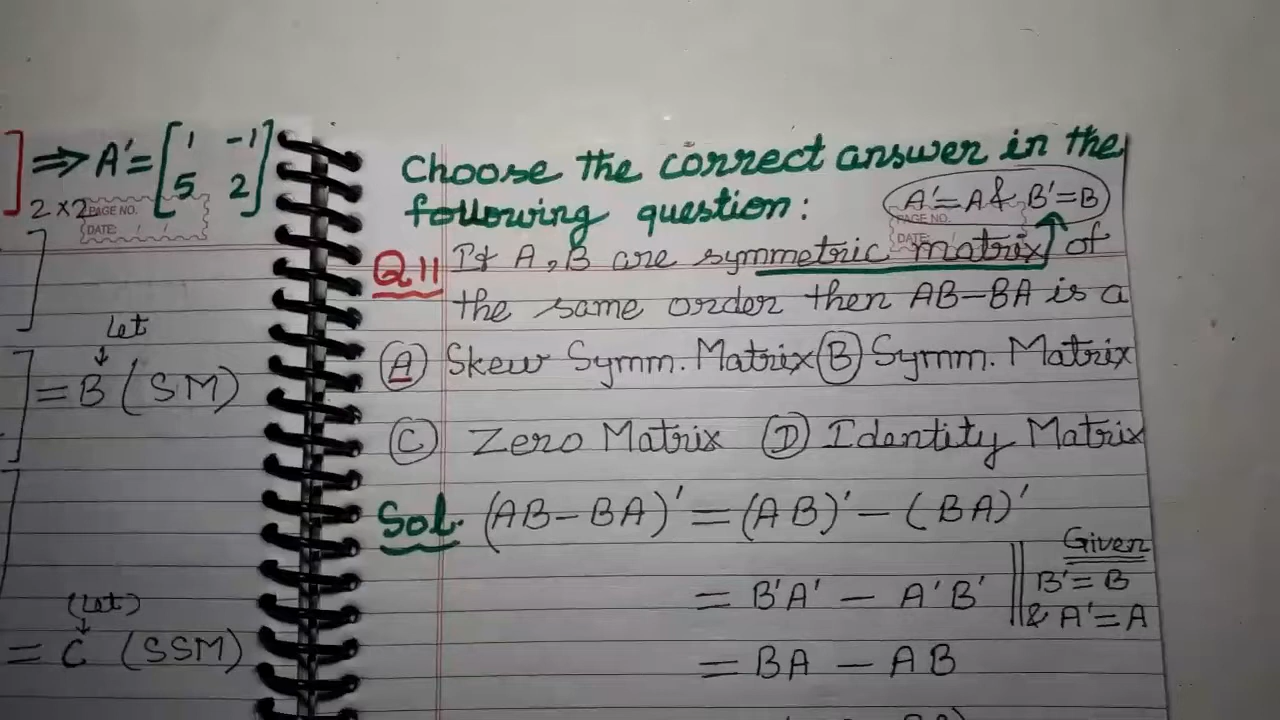 ⇒ A' = [1 -1
5 2]
2×2
PAGE NO.
DATE: / /
Let
↓
= B (SM)
(Let)
↓
= C (SSM)
Choose the correct answer in the
following question:
A'=A & B'=B
PAGE NO.
DATE:
Q11 If A, B are symmetric matrix of
the same order then AB-BA is a
(A) Skew Symm. Matrix (B) Symm. Matrix
(C) Zero Matrix (D) Identity Matrix
Sol. (AB-BA)' = (AB)' - (BA)'
Given
= B'A' - A'B'
B' = B
& A' = A
= BA - AB